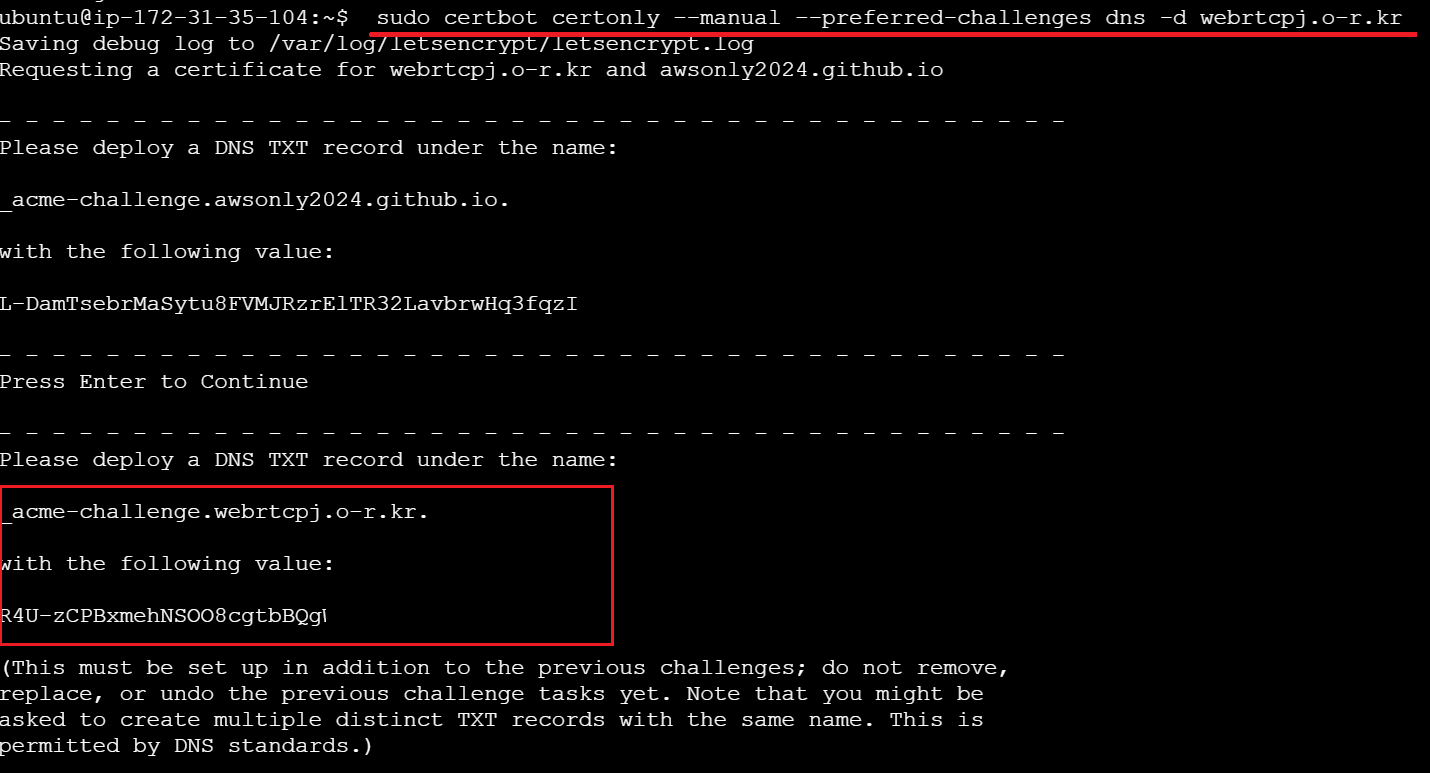 ubuntu@ip-172-31-35-104:~$  sudo certbot certonly --manual --preferred-challenges dns -d webrtcpj.o-r.kr
Saving debug log to /var/log/letsencrypt/letsencrypt.log
Requesting a certificate for webrtcpj.o-r.kr and awsonly2024.github.io
- - - - - - - - - - - - - - - - - - - - - - - - - - - - - - - - - - - - - - - -
Please deploy a DNS TXT record under the name:
_acme-challenge.awsonly2024.github.io.
with the following value:
L-DamTsebrMaSytu8FVMJRzrElTR32LavbrwHq3fqzI
- - - - - - - - - - - - - - - - - - - - - - - - - - - - - - - - - - - - - - - -
Press Enter to Continue
- - - - - - - - - - - - - - - - - - - - - - - - - - - - - - - - - - - - - - - -
Please deploy a DNS TXT record under the name:
_acme-challenge.webrtcpj.o-r.kr.
with the following value:
R4U-zCPBxmehNSOO8cgtbBQg
(This must be set up in addition to the previous challenges; do not remove,
replace, or undo the previous challenge tasks yet. Note that you might be
asked to create multiple distinct TXT records with the same name. This is
permitted by DNS standards.)